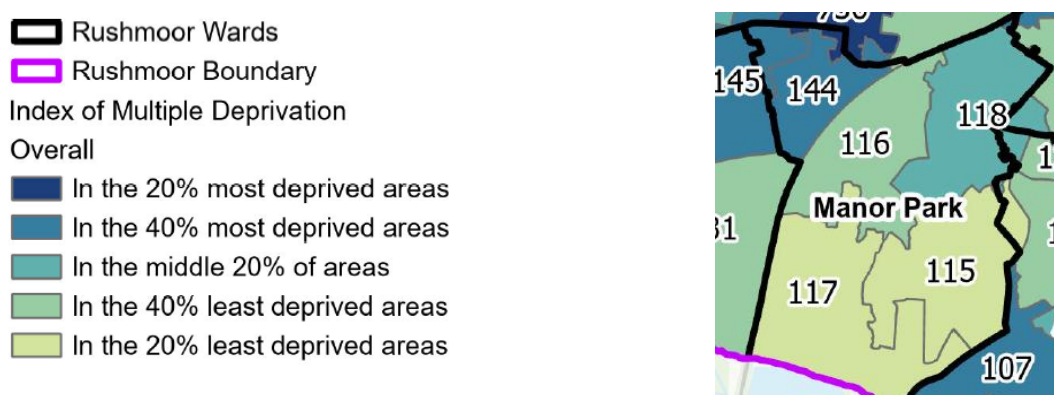 Rushmoor Wards
Rushmoor Boundary
Index of Multiple Deprivation
Overall
In the 20% most deprived areas
In the 40% most deprived areas
In the middle 20% of areas
In the 40% least deprived areas
In the 20% least deprived areas
145
144
118
116
Manor Park
115
117
107